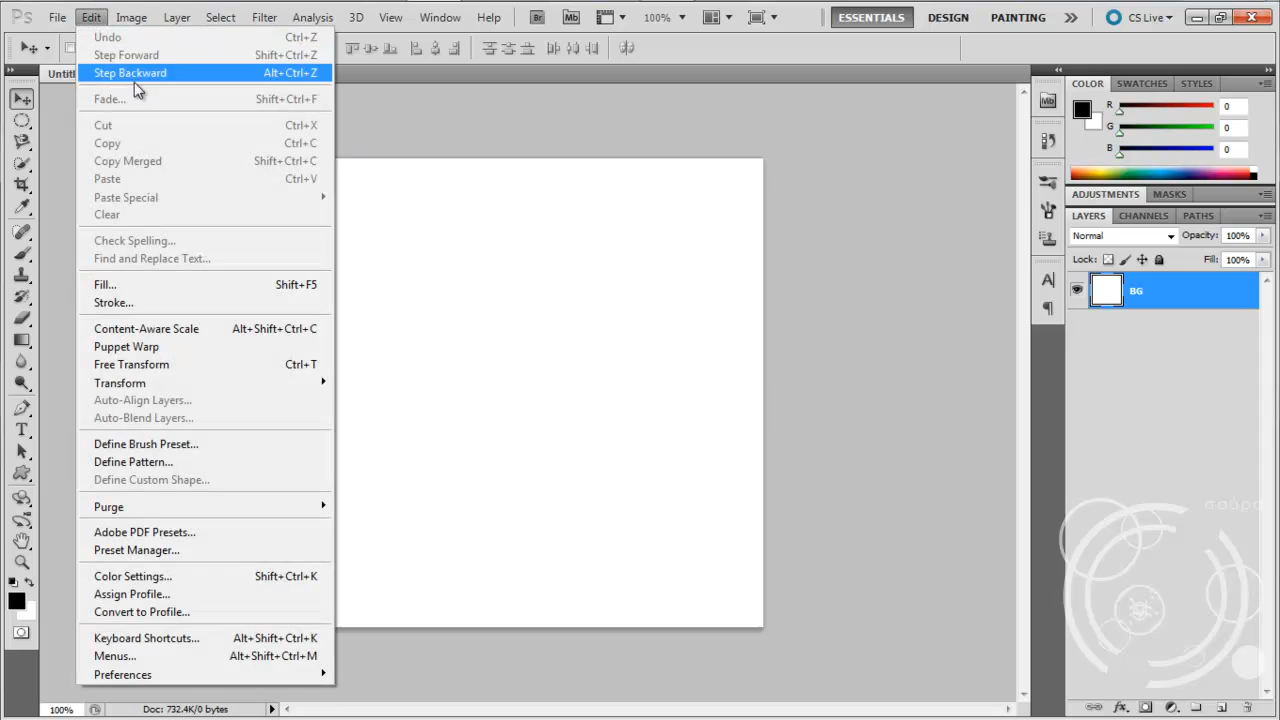 Ps File Edit Image Layer Select Filter Analysis 3D View Window Help Br Mb 100% ESSENTIALS DESIGN PAINTING CS Live
Undo Ctrl+Z
Step Forward Shift+Ctrl+Z
Step Backward Alt+Ctrl+Z
Fade... Shift+Ctrl+F
Cut Ctrl+X
Copy Ctrl+C
Copy Merged Shift+Ctrl+C
Paste Ctrl+V
Paste Special
Clear
Check Spelling...
Find and Replace Text...
Fill... Shift+F5
Stroke...
Content-Aware Scale Alt+Shift+Ctrl+C
Puppet Warp
Free Transform Ctrl+T
Transform
Auto-Align Layers...
Auto-Blend Layers...
Define Brush Preset...
Define Pattern...
Define Custom Shape...
Purge
Adobe PDF Presets...
Preset Manager...
Color Settings... Shift+Ctrl+K
Assign Profile...
Convert to Profile...
Keyboard Shortcuts... Alt+Shift+Ctrl+K
Menus... Alt+Shift+Ctrl+M
Preferences
Mb
COLOR SWATCHES STYLES
R 0
G 0
B 0
ADJUSTMENTS MASKS
LAYERS CHANNELS PATHS
Normal Opacity: 100%
Lock: Fill: 100%
BG
σαύρα
100% Doc: 732.4K/0 bytes